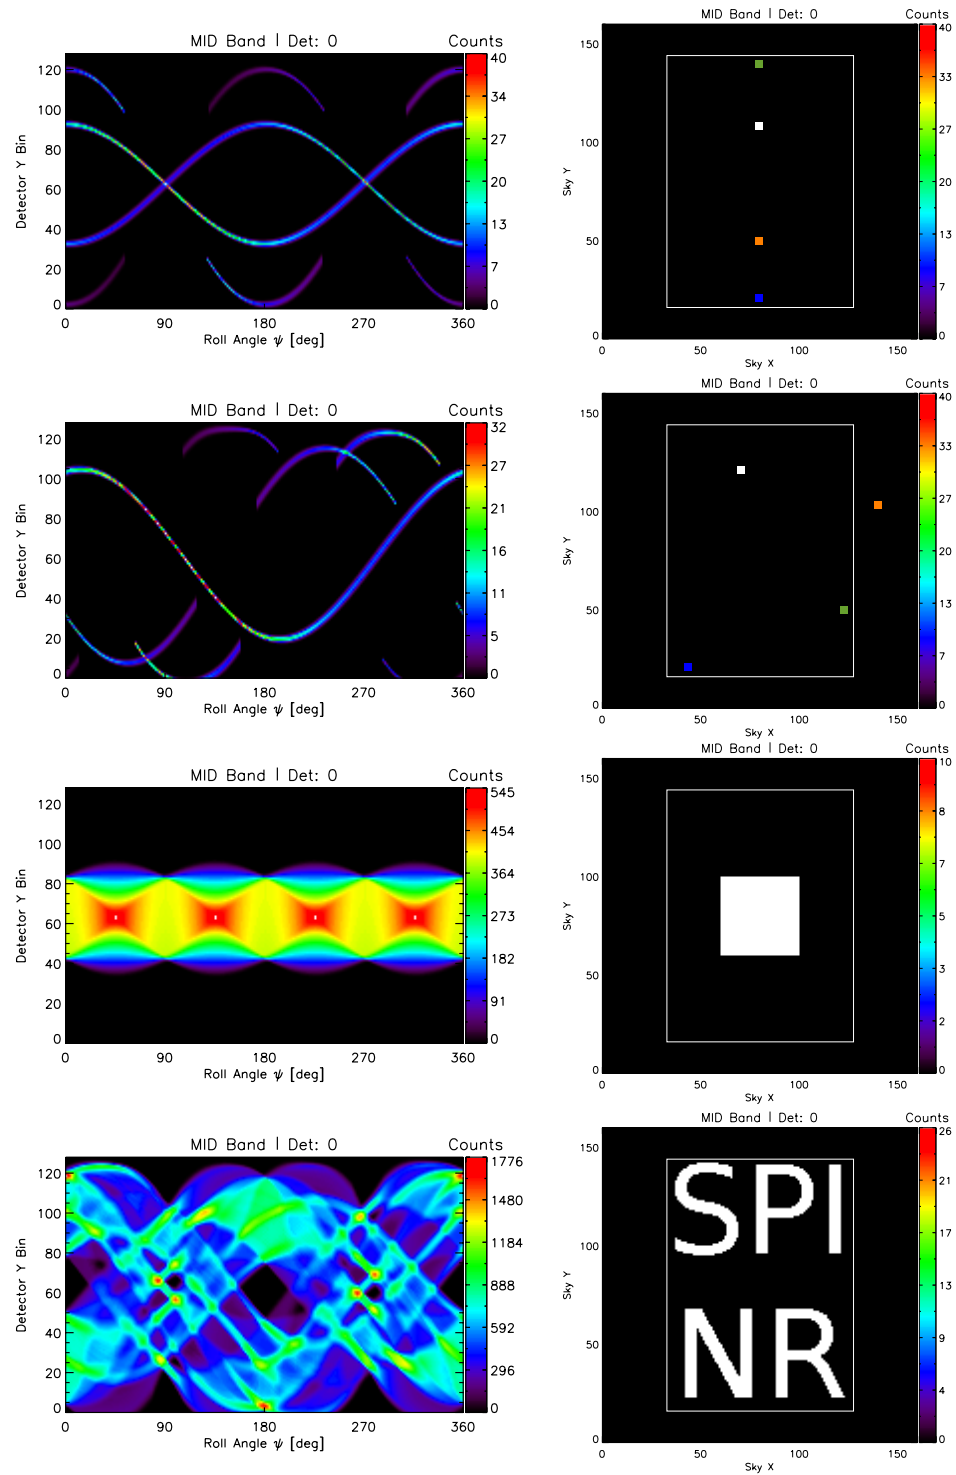 MID Band | Det: 0 Counts
120
100
80
60
40
20
0
Detector Y Bin
0 90 180 270 360
Roll Angle ψ [deg]
40
34
27
20
13
7
0
MID Band | Det: 0 Counts
150
100
50
0
Sky Y
0 50 100 150
Sky X
40
33
27
20
13
7
0
MID Band | Det: 0 Counts
120
100
80
60
40
20
0
Detector Y Bin
0 90 180 270 360
Roll Angle ψ [deg]
32
27
21
16
11
5
0
MID Band | Det: 0 Counts
150
100
50
0
Sky Y
0 50 100 150
Sky X
40
33
27
20
13
7
0
MID Band | Det: 0 Counts
120
100
80
60
40
20
0
Detector Y Bin
0 90 180 270 360
Roll Angle ψ [deg]
545
454
364
273
182
91
0
MID Band | Det: 0 Counts
150
100
50
0
Sky Y
0 50 100 150
Sky X
10
8
7
5
3
2
0
MID Band | Det: 0 Counts
120
100
80
60
40
20
0
Detector Y Bin
0 90 180 270 360
Roll Angle ψ [deg]
1776
1480
1184
888
592
296
0
MID Band | Det: 0 Counts
150
100
50
0
Sky Y
SPI
NR
0 50 100 150
Sky X
26
21
17
13
9
4
0